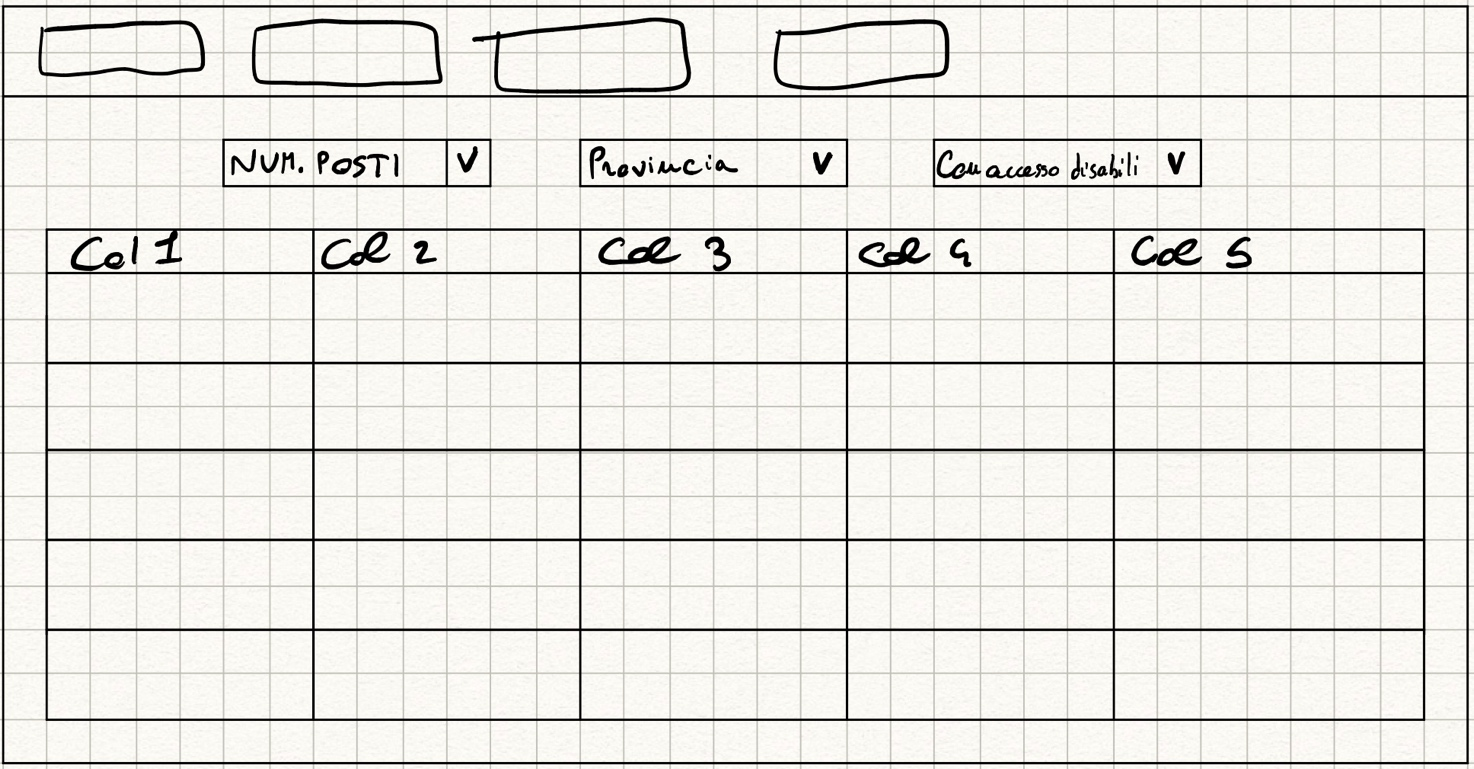 NUM. POSTI V
Provincia V
Con accesso disabili V
Col 1
Col 2
Col 3
Col 4
Col 5